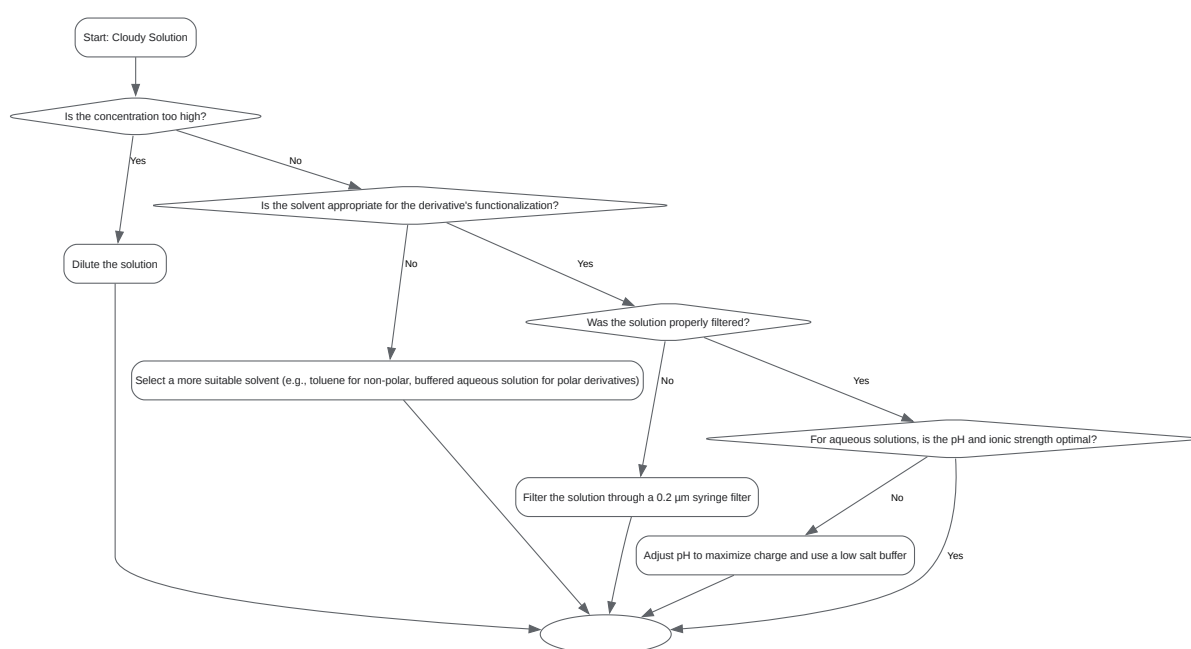 Start: Cloudy Solution
Is the concentration too high?
Yes
No
Is the solvent appropriate for the derivative's functionalization?
Dilute the solution
No
Yes
Was the solution properly filtered?
Select a more suitable solvent (e.g., toluene for non-polar, buffered aqueous solution for polar derivatives)
No
Yes
For aqueous solutions, is the pH and ionic strength optimal?
Filter the solution through a 0.2 µm syringe filter
No
Adjust pH to maximize charge and use a low salt buffer
Yes